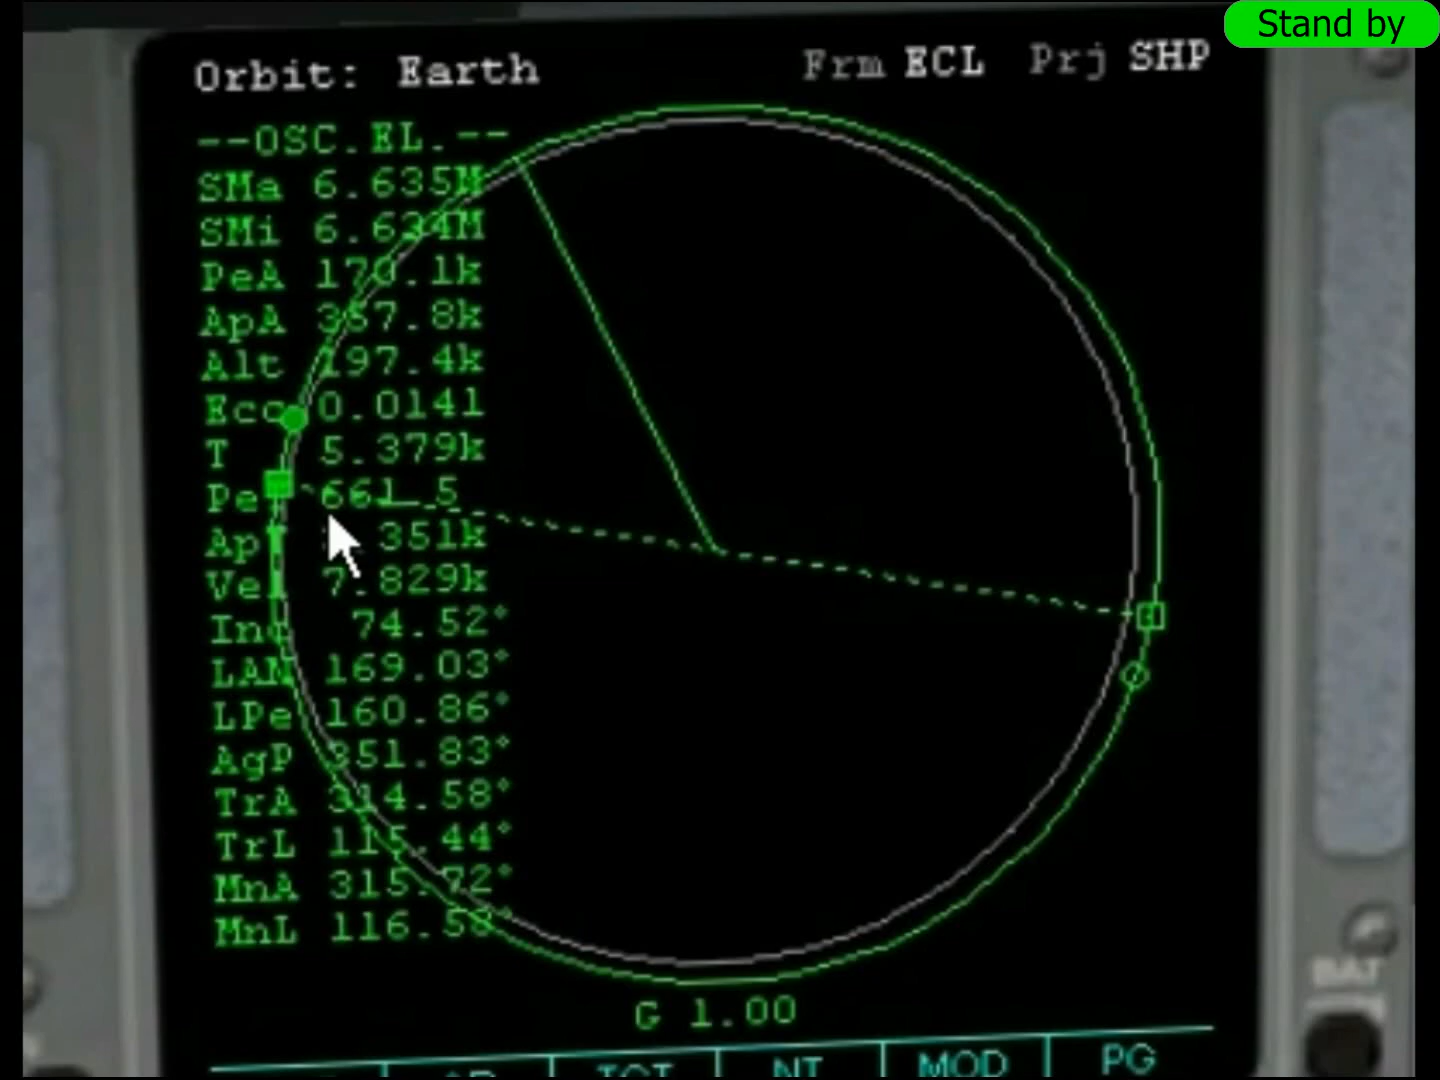 Stand by
Orbit: Earth Frm ECL Prj SHP
--OSC.EL.--
SMa 6.635M
SMi 6.634M
PeA 170.1k
ApA 367.8k
Alt 197.4k
Ecc 0.0141
T 5.379k
Pe 661.5
Ap 351k
Vel 7.829k
Inc 74.52°
LAN 169.03°
LPe 160.86°
AgP 351.83°
TrA 314.58°
TrL 115.44°
MnA 315.72°
MnL 116.58°
G 1.00
TGT NT MOD PG
BAT